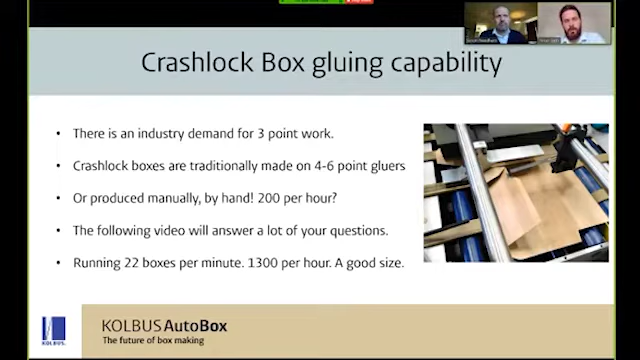 Crashlock Box gluing capability
• There is an industry demand for 3 point work.
• Crashlock boxes are traditionally made on 4-6 point gluers
• Or produced manually, by hand! 200 per hour?
• The following video will answer a lot of your questions.
• Running 22 boxes per minute. 1300 per hour. A good size.
KOLBUS AutoBox
The future of box making
KOLBUS